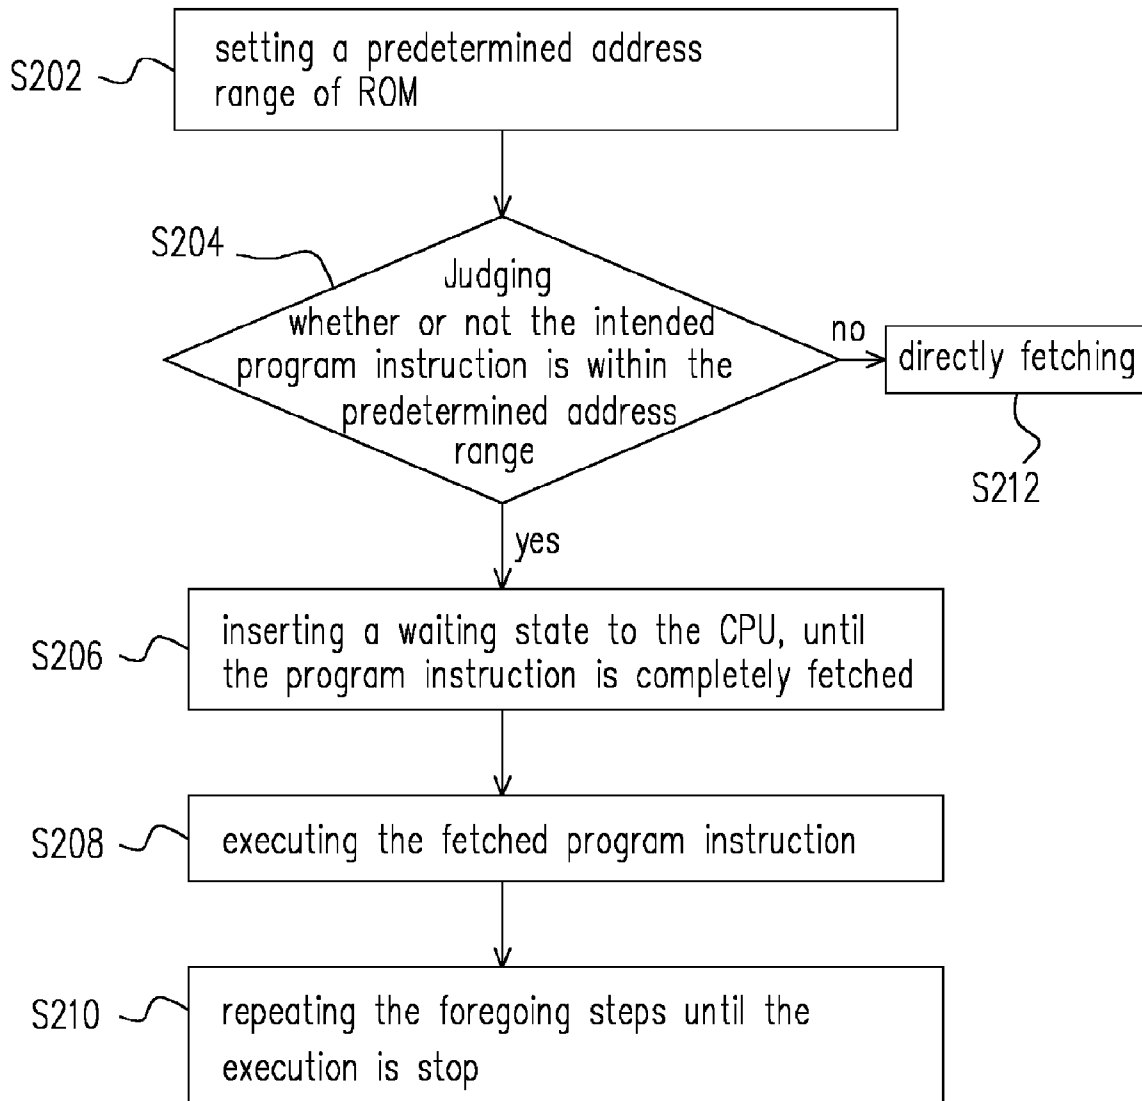 setting a predetermined address
range of ROM
S202
S204
Judging
whether or not the intended
program instruction is within the
predetermined address
range
no
directly fetching
S212
yes
inserting a waiting state to the CPU, until
the program instruction is completely fetched
S206
executing the fetched program instruction
S208
repeating the foregoing steps until the
execution is stop
S210